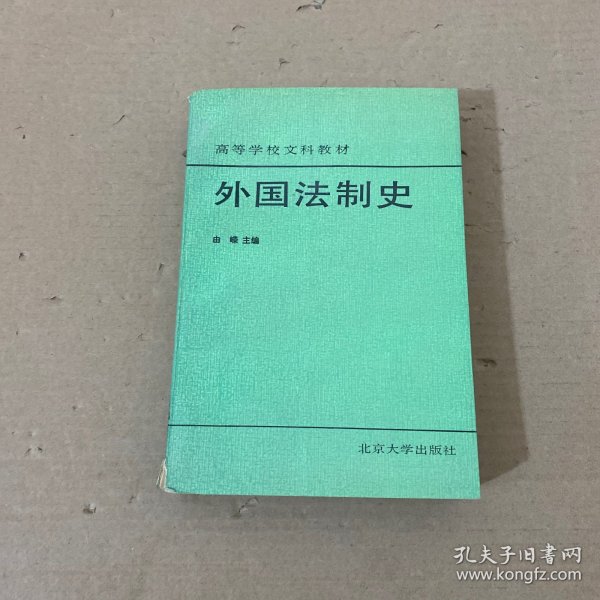 高等学校文科教材
外国法制史
由嵘 主编
北京大学出版社
孔夫子旧书网
www.kongfz.com